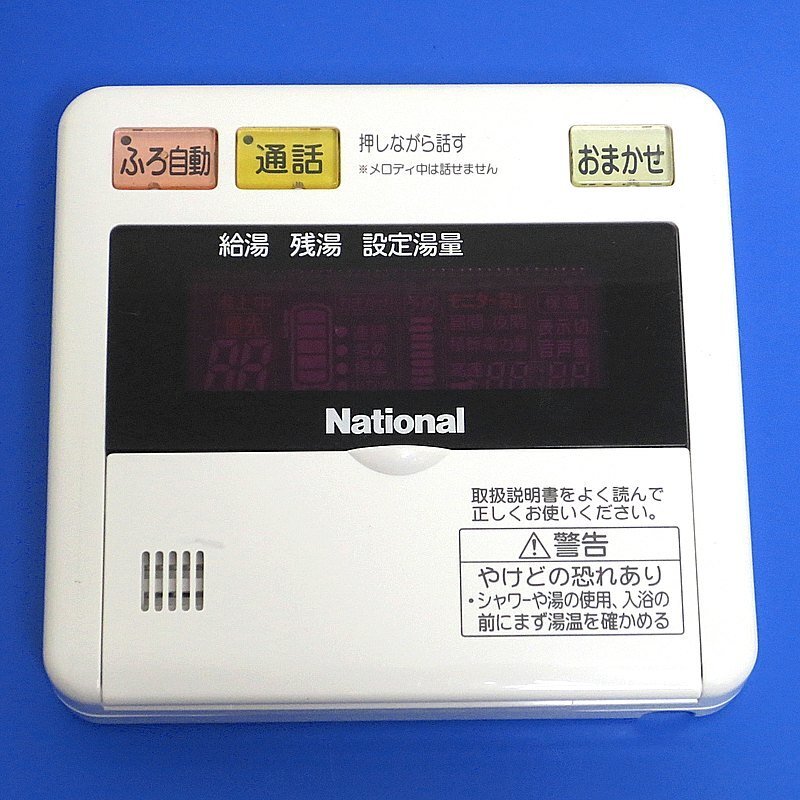 ふろ自動
通話
押しながら話す
※メロディ中は話せません
おまかせ
給湯 残湯 設定湯量
National
取扱説明書をよく読んで
正しくお使いください。
警告
やけどの恐れあり
・シャワーや湯の使用、入浴の
前にまず湯温を確かめる